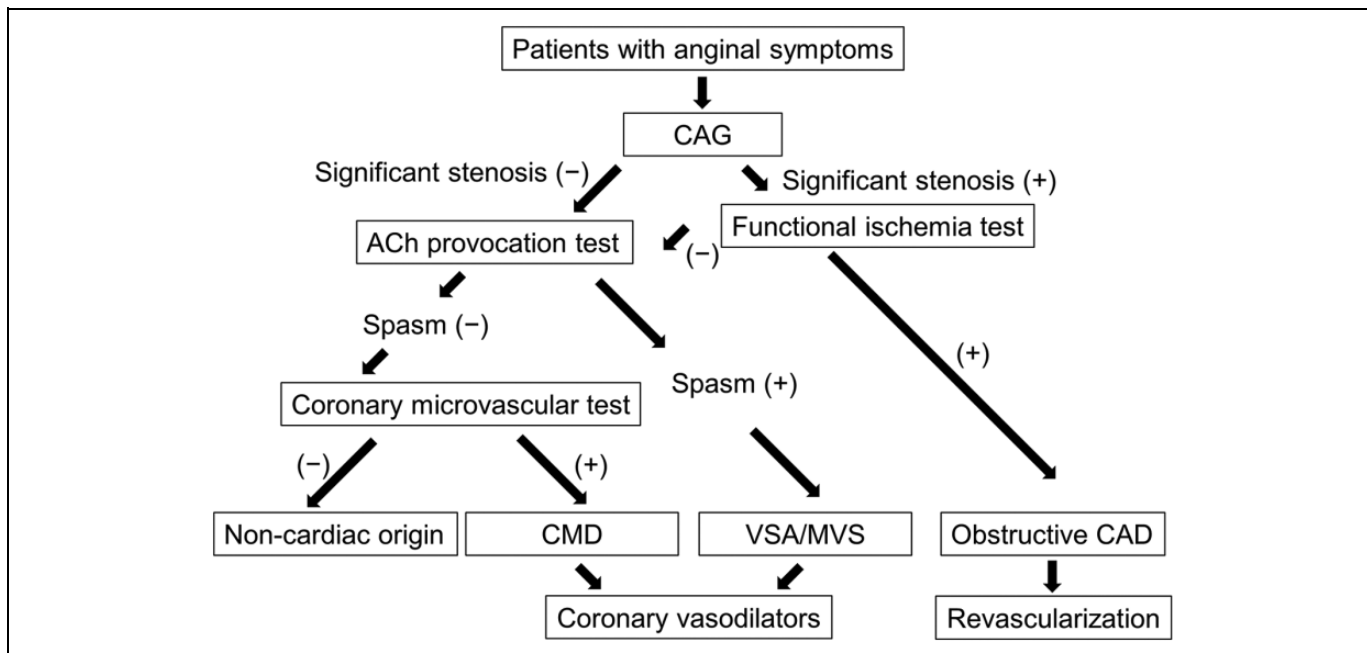 Patients with anginal symptoms
CAG
Significant stenosis (−)
Significant stenosis (+)
Functional ischemia test
ACh provocation test
(−)
Spasm (−)
(+)
Spasm (+)
Coronary microvascular test
(−)
(+)
Non-cardiac origin
CMD
VSA/MVS
Obstructive CAD
Coronary vasodilators
Revascularization